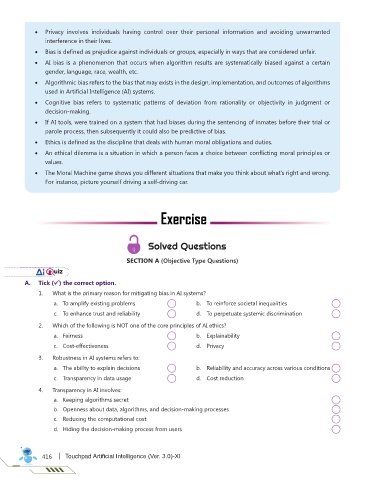 • Privacy involves individuals having control over their personal information and avoiding unwarranted
interference in their lives.
• Bias is defined as prejudice against individuals or groups, especially in ways that are considered unfair.
• AI bias is a phenomenon that occurs when algorithm results are systematically biased against a certain
gender, language, race, wealth, etc.
• Algorithmic bias refers to the bias that may exist in the design, implementation, and outcomes of algorithms
used in Artificial Intelligence (AI) systems.
• Cognitive bias refers to systematic patterns of deviation from rationality or objectivity in judgment or
decision-making.
• If AI tools, were trained on a system that had biases during the sentencing of inmates before their trial or
parole process, then subsequently it could also be predictive of bias.
• Ethics is defined as the discipline that deals with human moral obligations and duties.
• An ethical dilemma is a situation in which a person faces a choice between conflicting moral principles or
values.
• The Moral Machine game shows you different situations that make you think about what's right and wrong.
For instance, picture yourself driving a self-driving car.
Exercise
Solved Questions
SECTION A (Objective Type Questions)
AI Quiz
A. Tick (✓) the correct option.
1. What is the primary reason for mitigating bias in AI systems?
a. To amplify existing problems b. To reinforce societal inequalities
c. To enhance trust and reliability d. To perpetuate systemic discrimination
2. Which of the following is NOT one of the core principles of AI ethics?
a. Fairness b. Explainability
c. Cost-effectiveness d. Privacy
3. Robustness in AI systems refers to:
a. The ability to explain decisions b. Reliability and accuracy across various conditions
c. Transparency in data usage d. Cost reduction
4. Transparency in AI involves:
a. Keeping algorithms secret
b. Openness about data, algorithms, and decision-making processes
c. Reducing the computational cost
d. Hiding the decision-making process from users
416 | Touchpad Artificial Intelligence (Ver. 3.0)-XI